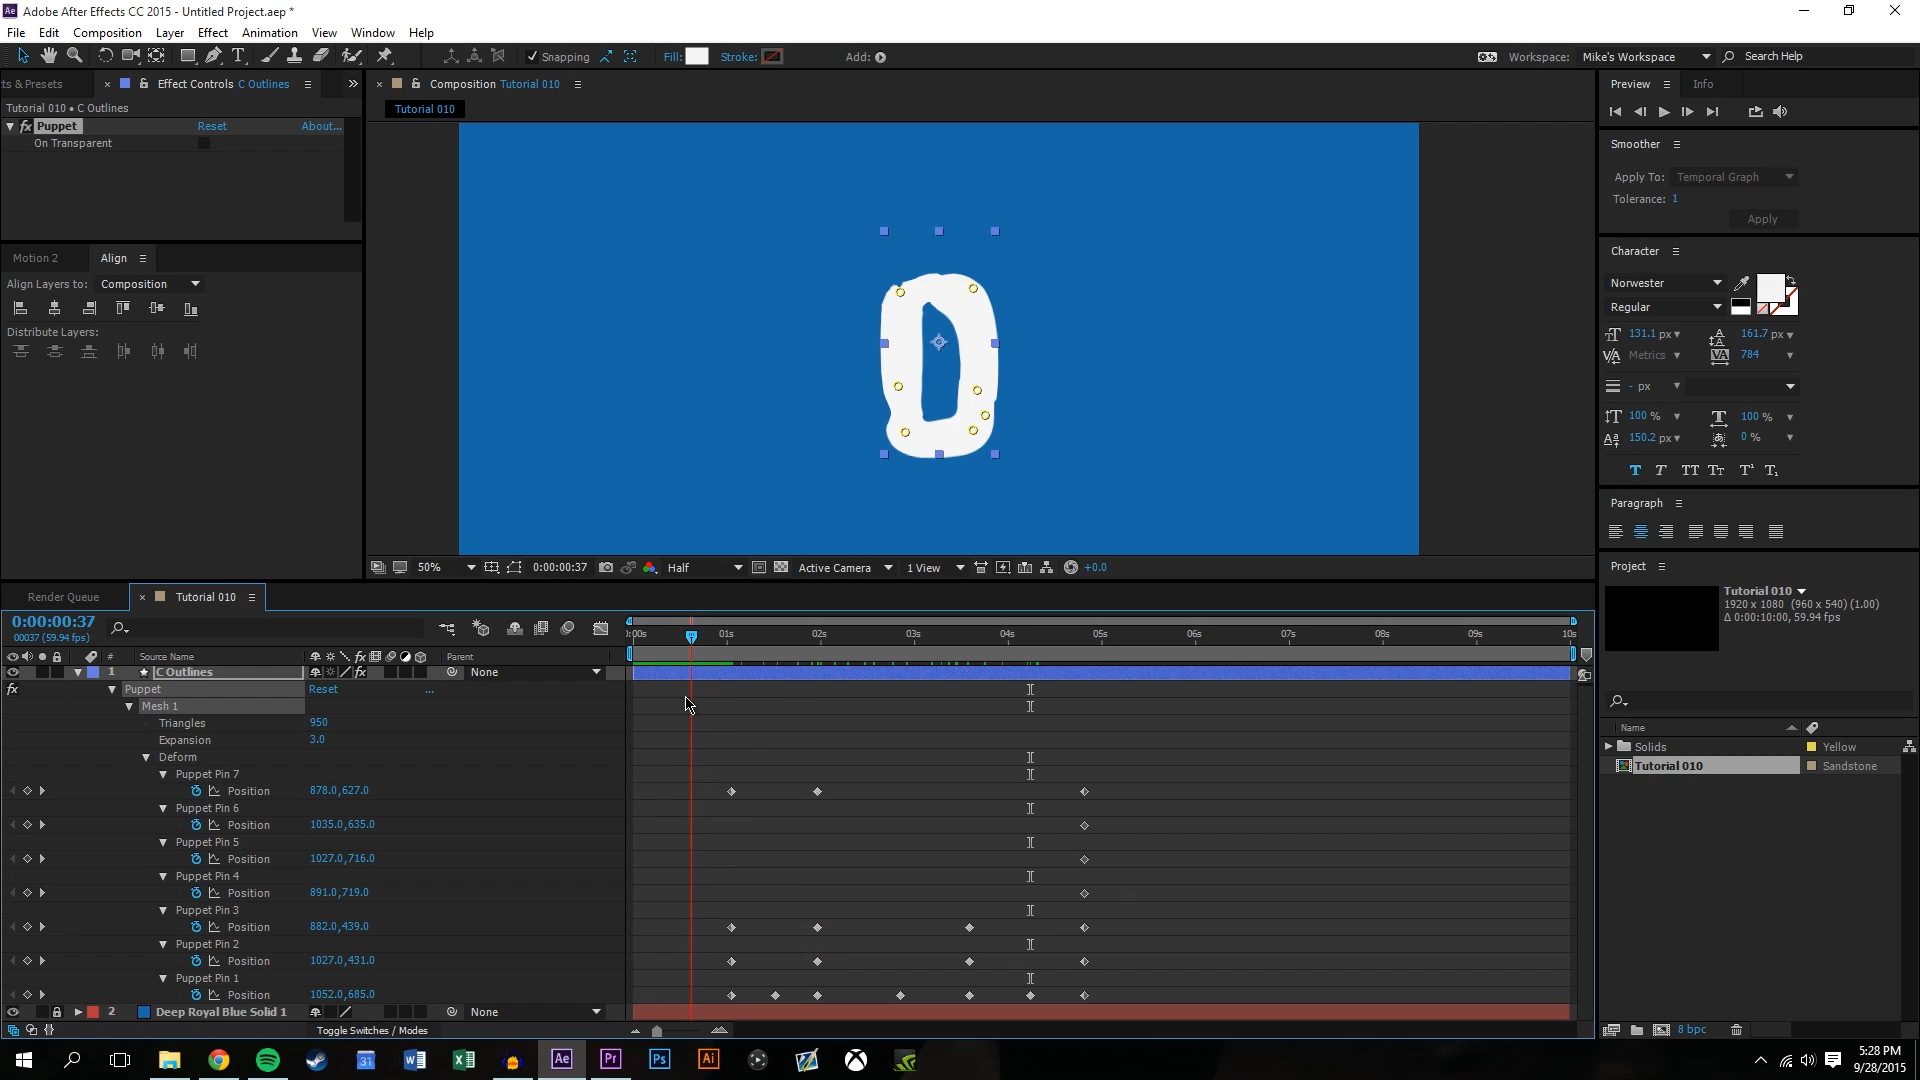 Adobe After Effects CC 2015 - Untitled Project.aep *
File Edit Composition Layer Effect Animation View Window Help
Snapping Fill: Stroke: Add: Workspace: Mike's Workspace Search Help
ts & Presets Effect Controls C Outlines
Tutorial 010 • C Outlines
fx Puppet Reset About...
On Transparent
Motion 2 Align
Align Layers to: Composition
Distribute Layers:
Composition Tutorial 010
Tutorial 010
0
50% 0:00:00:37 Half Active Camera 1 View +0.0
Preview Info
Smoother
Apply To: Temporal Graph
Tolerance: 1
Apply
Character
Norwester
Regular
131.1 px 161.7 px
Metrics 784
- px
100 % 100 %
150.2 px 0 %
Paragraph
Project
Tutorial 010
1920 x 1080 (960 x 540) (1.00)
Δ 0:00:10:00, 59.94 fps
Name
Solids Yellow
Tutorial 010 Sandstone
8 bpc
Render Queue Tutorial 010
0:00:00:37
00037 (59.94 fps)
:00s 01s 02s 03s 04s 05s 06s 07s 08s 09s 10s
# Source Name Parent
1 C Outlines None
Puppet Reset ...
Mesh 1
Triangles 950
Expansion 3.0
Deform
Puppet Pin 7
Position 878.0,627.0
Puppet Pin 6
Position 1035.0,635.0
Puppet Pin 5
Position 1027.0,716.0
Puppet Pin 4
Position 891.0,719.0
Puppet Pin 3
Position 882.0,439.0
Puppet Pin 2
Position 1027.0,431.0
Puppet Pin 1
Position 1052.0,685.0
2 Deep Royal Blue Solid 1 None
Toggle Switches / Modes
31 Ae Pr Ps Ai
5:28 PM
9/28/2015